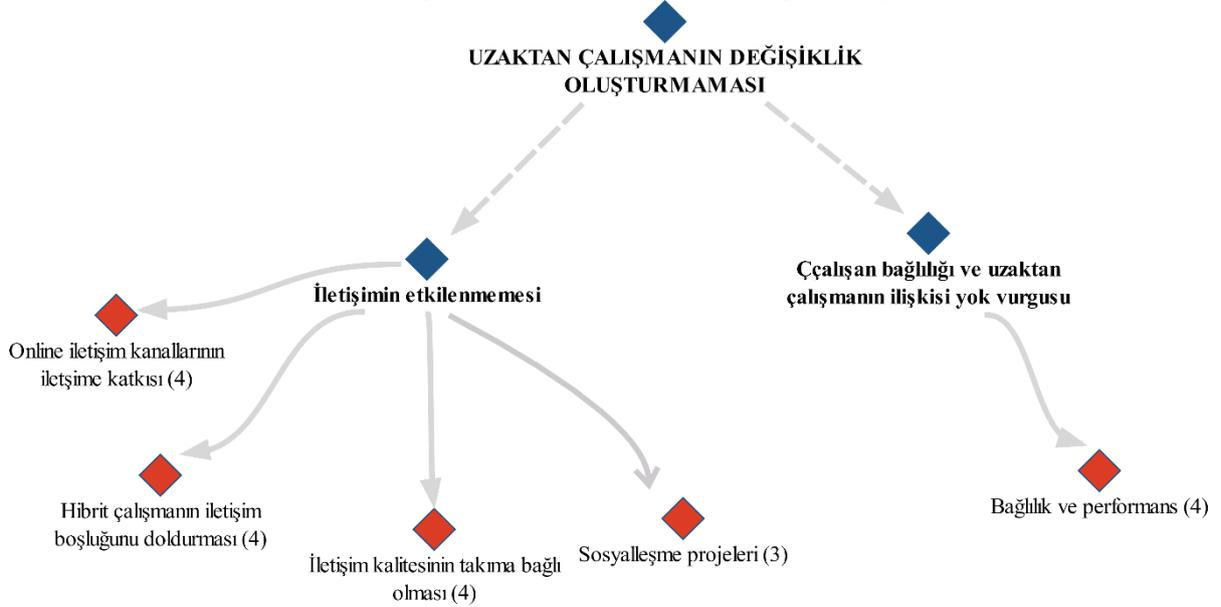 UZAKTAN ÇALIŞMANIN DEĞİŞİKLİK
OLUŞTURMAMASI
İletişimin etkilenmemesi
Ççalışan bağlılığı ve uzaktan
çalışmanın ilişkisi yok vurgusu
Online iletişim kanallarının
iletşime katkısı (4)
Hibrit çalışmanın iletişim
boşluğunu doldurması (4)
İletişim kalitesinin takıma bağlı
olması (4)
Sosyalleşme projeleri (3)
Bağlılık ve performans (4)